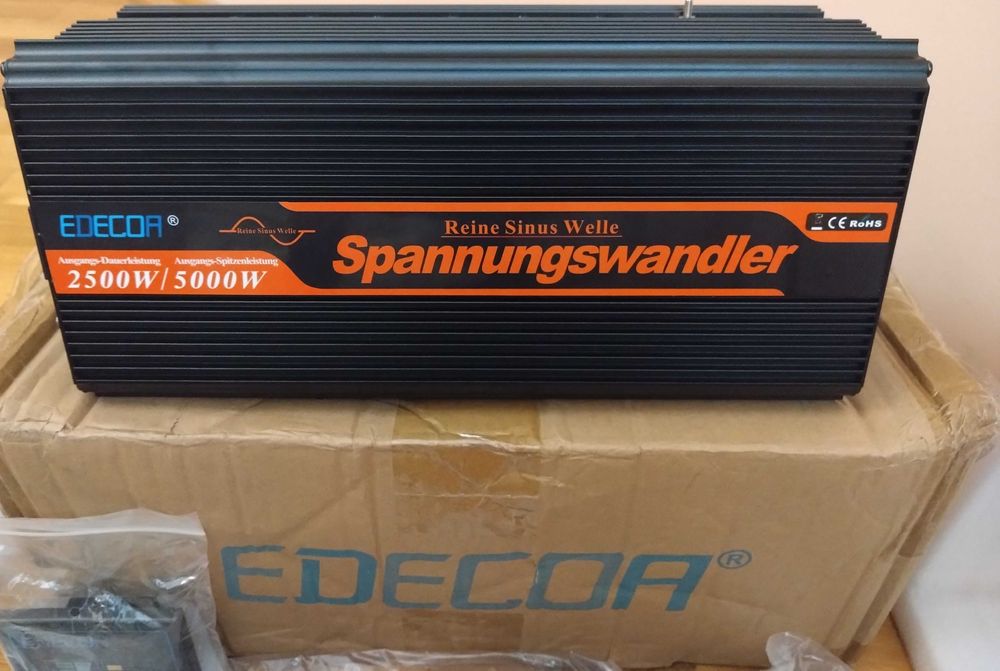 EDECOA ®
Reine Sinus Welle
Ausgangs-Dauerleistung Ausgangs-Spitzenleistung
2500W/5000W
Reine Sinus Welle
Spannungswandler
CE RoHS
EDECOA®